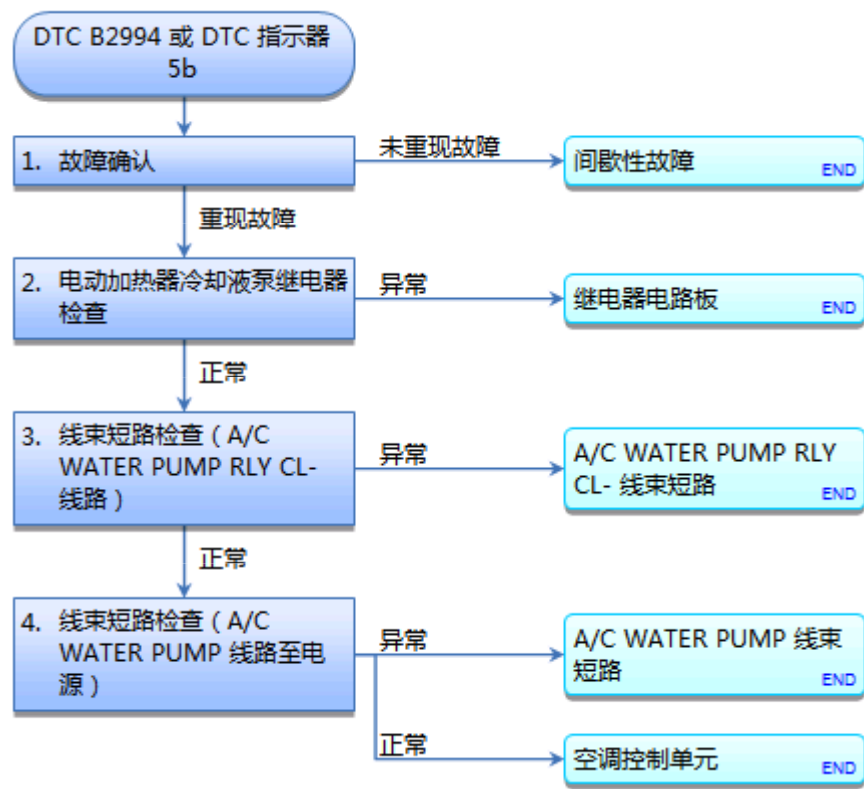 DTC B2994 或 DTC 指示器
5b
1. 故障确认
未重现故障
间歇性故障
END
重现故障
2. 电动加热器冷却液泵继电器
检查
异常
继电器电路板
END
正常
3. 线束短路检查（A/C
WATER PUMP RLY CL-
线路）
异常
A/C WATER PUMP RLY
CL- 线束短路
END
正常
4. 线束短路检查（A/C
WATER PUMP 线路至电
源）
异常
A/C WATER PUMP 线束
短路
END
正常
空调控制单元
END